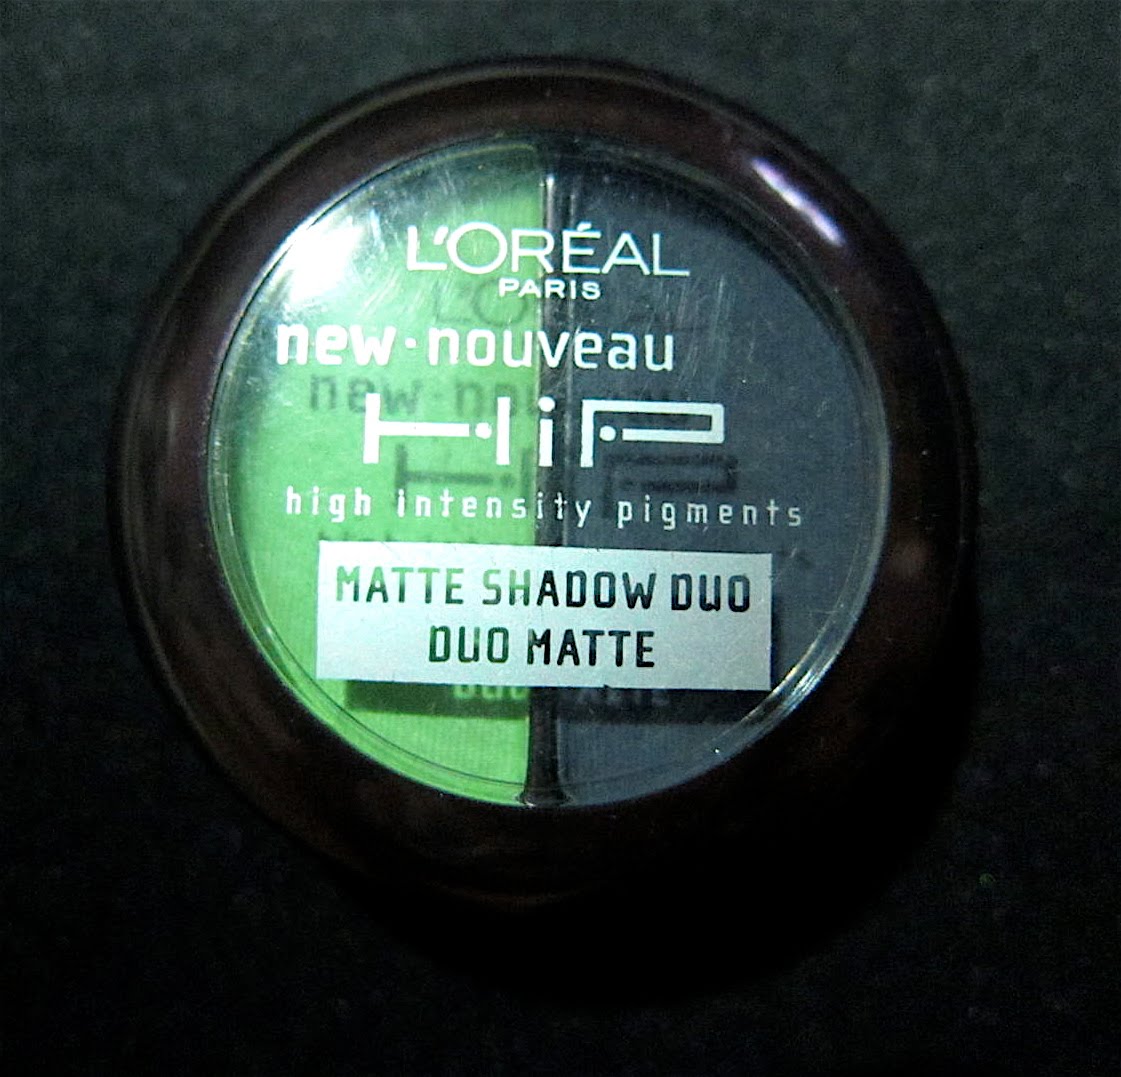 L'ORÉAL
PARIS
new·nouveau
HiP
high intensity pigments
MATTE SHADOW DUO
DUO MATTE